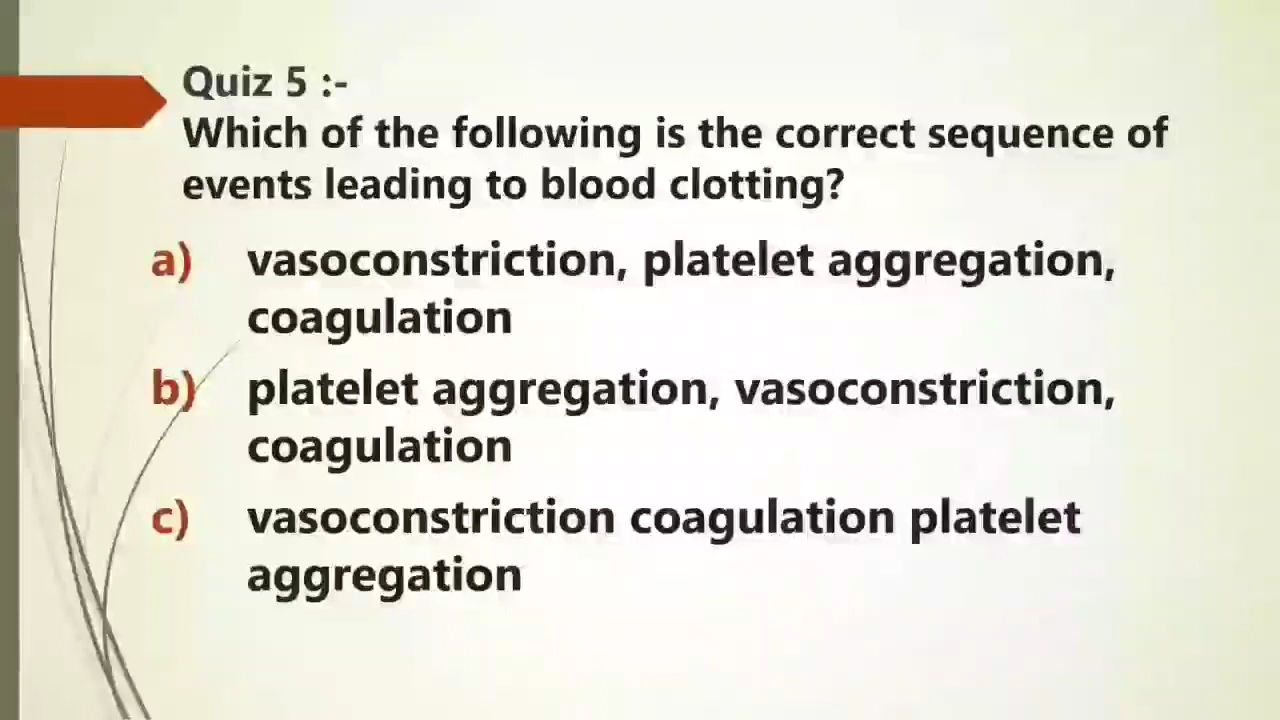 Quiz 5 :-
Which of the following is the correct sequence of
events leading to blood clotting?
a) vasoconstriction, platelet aggregation,
coagulation
b) platelet aggregation, vasoconstriction,
coagulation
c) vasoconstriction coagulation platelet
aggregation